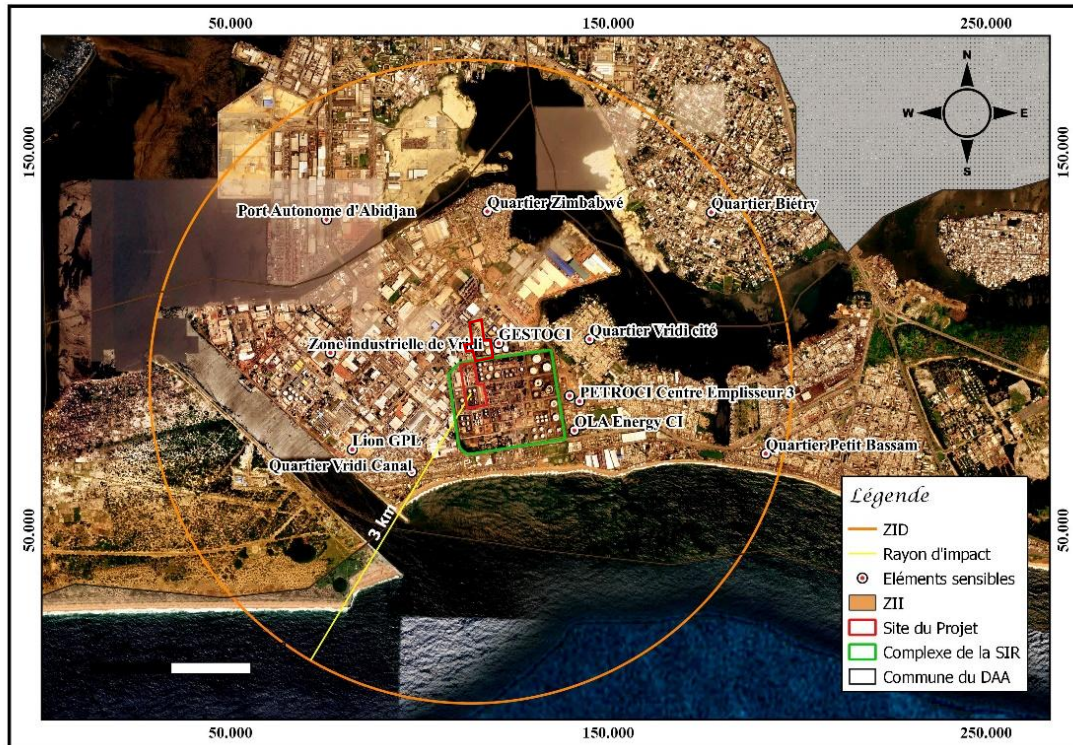 50.000 150.000 250.000
N
W E
S
150.000 150.000
Quartier Zimbabwé
Quartier Biétry
Port Autonome d'Abidjan
GESTOCI
Quartier Vridi cité
Zone industrielle de Vridi
PETROCI Centre Emplisseur 3
OLA Energy CI
Lion GPL
Quartier Petit Bassam
Quartier Vridi Canal
3 km
50.000 50.000
Légende
ZID
Rayon d'impact
Eléments sensibles
ZII
Site du Projet
Complexe de la SIR
Commune du DAA
50.000 150.000 250.000